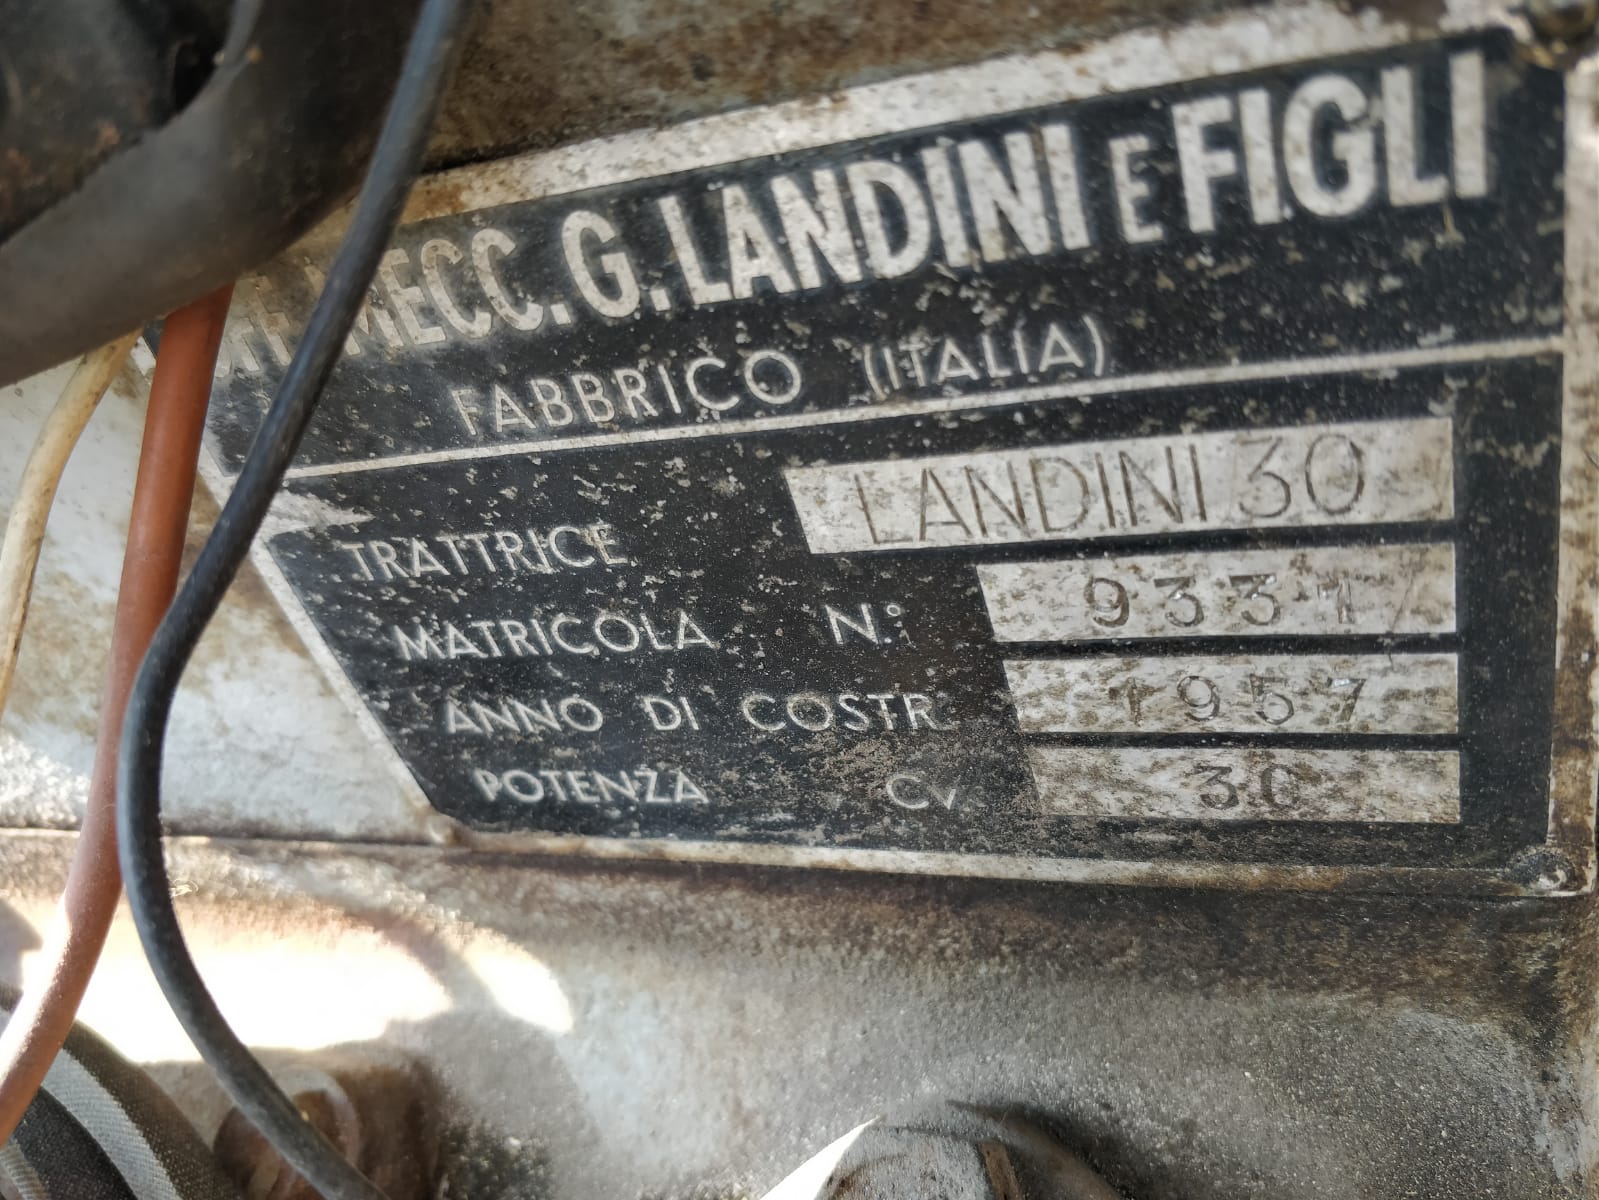 MECC. G. LANDINI E FIGLI
FABBRICO (ITALIA)
TRATTRICE LANDINI 30
MATRICOLA N.º 9331
ANNO DI COSTR. 1957
POTENZA Cv. 30